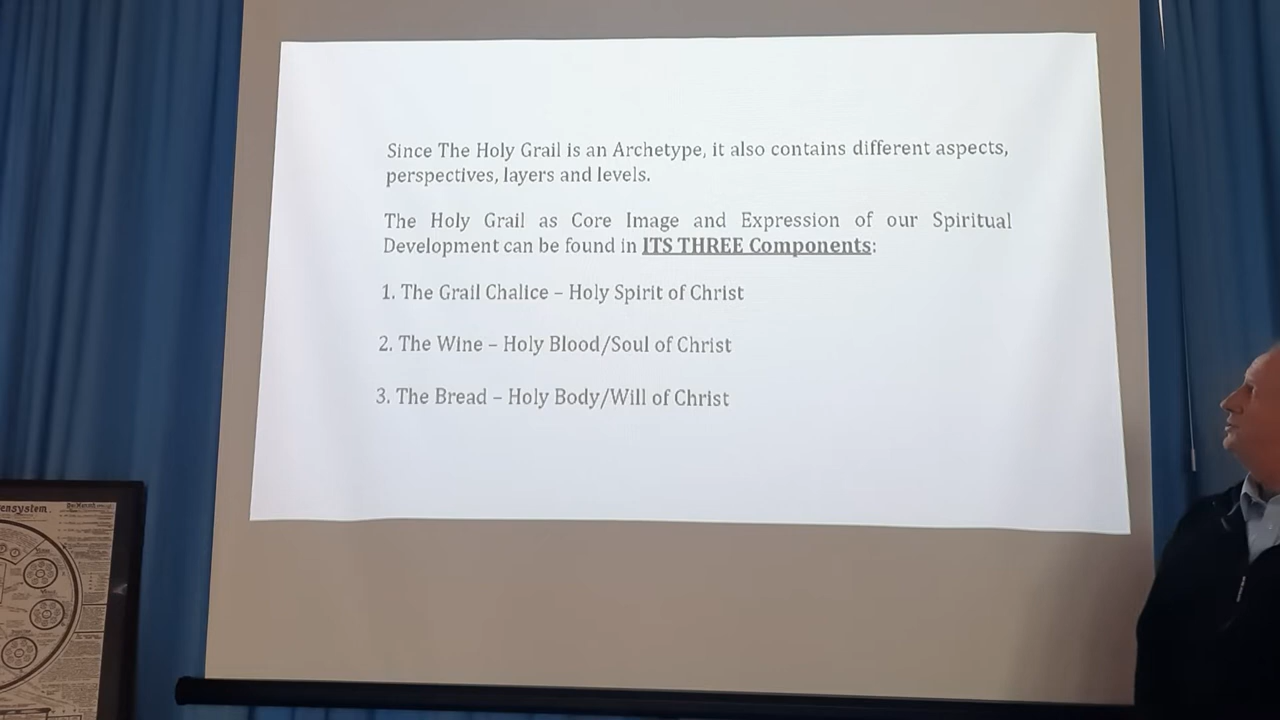 Since The Holy Grail is an Archetype, it also contains different aspects,
perspectives, layers and levels.
The Holy Grail as Core Image and Expression of our Spiritual
Development can be found in ITS THREE Components:
1. The Grail Chalice – Holy Spirit of Christ
2. The Wine – Holy Blood/Soul of Christ
3. The Bread – Holy Body/Will of Christ
ensystem